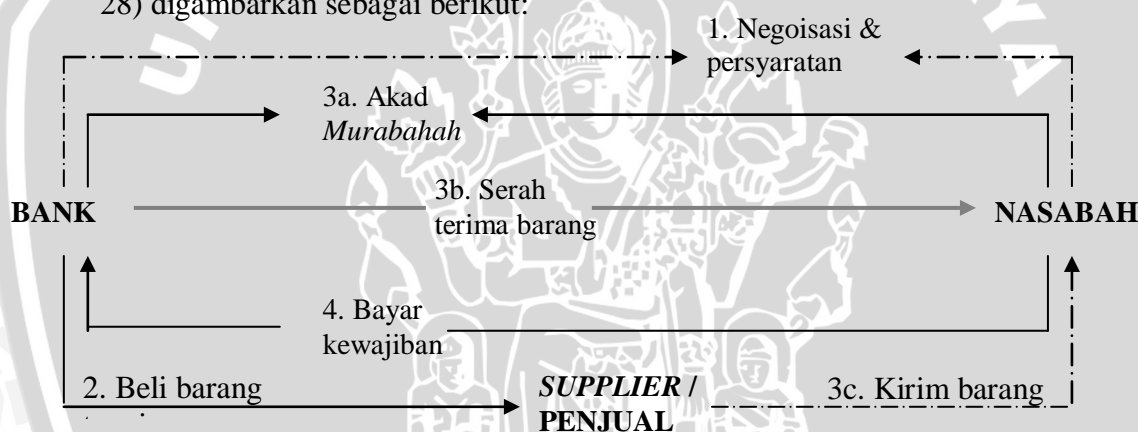 28) digambarkan sebagai berikut:
1. Negoisasi &
persyaratan
3a. Akad
Murabahah
3b. Serah
terima barang
BANK
NASABAH
4. Bayar
kewajiban
2. Beli barang
SUPPLIER /
PENJUAL
3c. Kirim barang